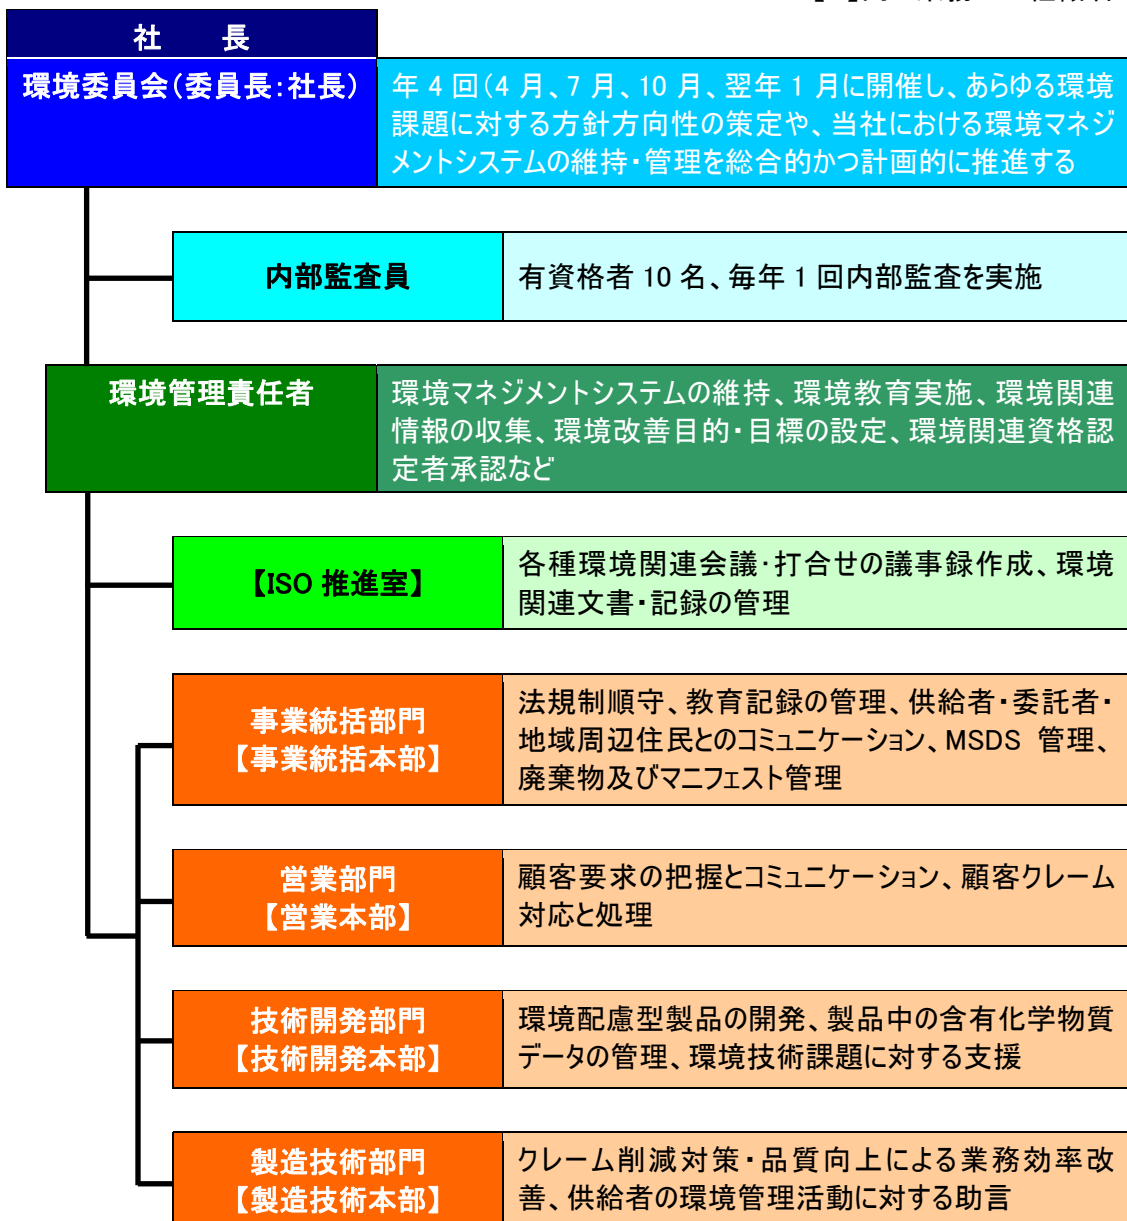 社　長
環境委員会(委員長:社長)
年 4 回(4 月、7 月、10 月、翌年 1 月に開催し、あらゆる環境
課題に対する方針方向性の策定や、当社における環境マネジ
メントシステムの維持・管理を総合的かつ計画的に推進する
内部監査員
有資格者 10 名、毎年 1 回内部監査を実施
環境管理責任者
環境マネジメントシステムの維持、環境教育実施、環境関連
情報の収集、環境改善目的・目標の設定、環境関連資格認
定者承認など
【ISO 推進室】
各種環境関連会議・打合せの議事録作成、環境
関連文書・記録の管理
事業統括部門
【事業統括本部】
法規制順守、教育記録の管理、供給者・委託者・
地域周辺住民とのコミュニケーション、MSDS 管理、
廃棄物及びマニフェスト管理
営業部門
【営業本部】
顧客要求の把握とコミュニケーション、顧客クレーム
対応と処理
技術開発部門
【技術開発本部】
環境配慮型製品の開発、製品中の含有化学物質
データの管理、環境技術課題に対する支援
製造技術部門
【製造技術本部】
クレーム削減対策・品質向上による業務効率改
善、供給者の環境管理活動に対する助言